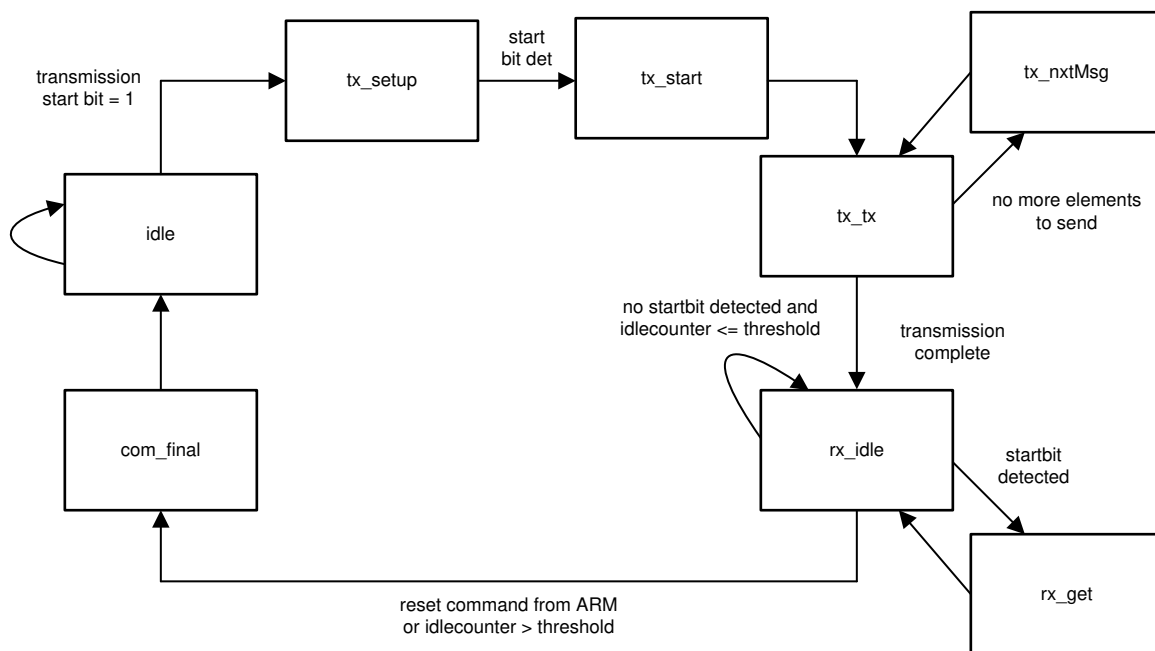 start
bit det
transmission
start bit = 1
tx_setup
tx_start
tx_nxtMsg
idle
tx_tx
no more elements
to send
no startbit detected and
idlecounter <= threshold
transmission
complete
com_final
rx_idle
startbit
detected
rx_get
reset command from ARM
or idlecounter > threshold